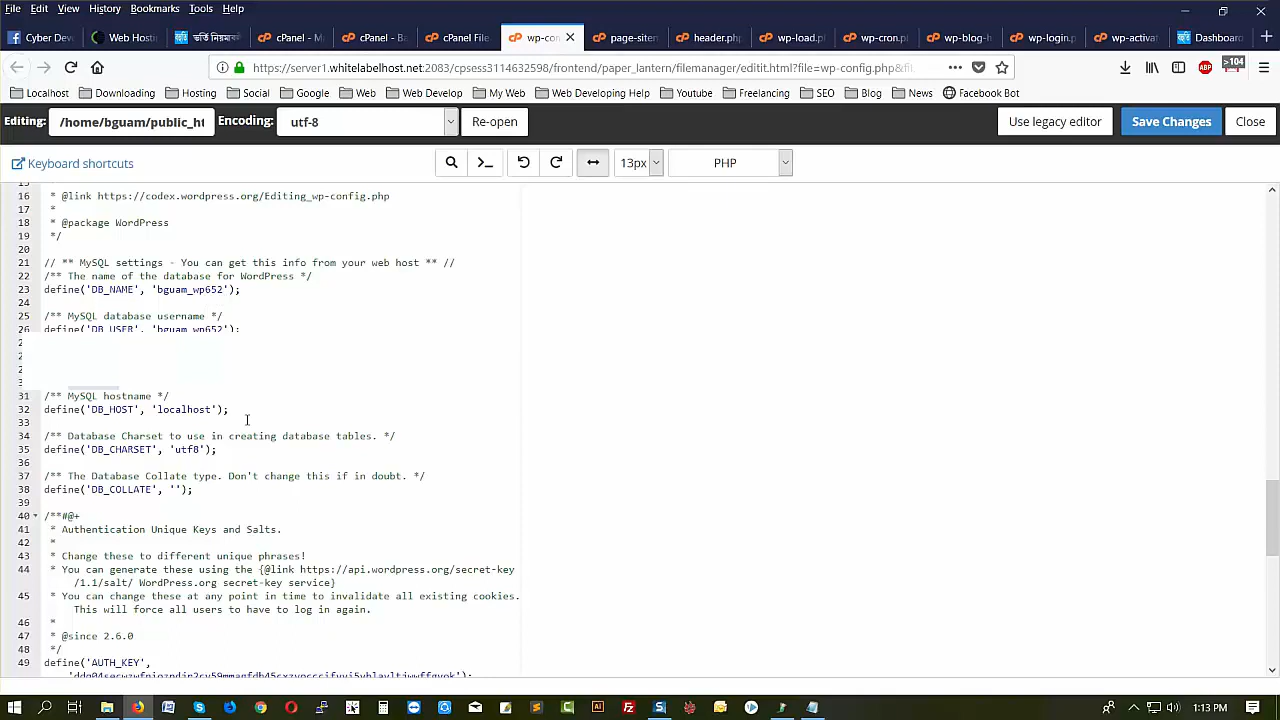 File Edit View History Bookmarks Tools Help
Cyber Dev
Web Hosti
cPanel - M
cPanel - Ba
cPanel File
wp-con
page-siten
header.php
wp-load.p
wp-cron.p
wp-blog-h
wp-login.p
wp-activat
Dashboard
https://server1.whitelabelhost.net:2083/cpsess3114632598/frontend/paper_lantern/filemanager/editit.html?file=wp-config.php&fi
ABP
>104
Localhost Downloading Hosting Social Google Web Web Develop My Web Web Developing Help Youtube Freelancing SEO Blog News Facebook Bot
Editing: /home/bguam/public_ht Encoding: utf-8 Re-open Use legacy editor Save Changes Close
Keyboard shortcuts 13px PHP
15
16 * @link https://codex.wordpress.org/Editing_wp-config.php
17 *
18 * @package WordPress
19 */
20
21 // ** MySQL settings - You can get this info from your web host ** //
22 /** The name of the database for WordPress */
23 define('DB_NAME', 'bguam_wp652');
24
25 /** MySQL database username */
26 define('DB_USER', 'bguam_wp652');
31 /** MySQL hostname */
32 define('DB_HOST', 'localhost');
33
34 /** Database Charset to use in creating database tables. */
35 define('DB_CHARSET', 'utf8');
36
37 /** The Database Collate type. Don't change this if in doubt. */
38 define('DB_COLLATE', '');
39
40 /**#@+
41 * Authentication Unique Keys and Salts.
42 *
43 * Change these to different unique phrases!
44 * You can generate these using the {@link https://api.wordpress.org/secret-key
/1.1/salt/ WordPress.org secret-key service}
45 * You can change these at any point in time to invalidate all existing cookies.
This will force all users to have to log in again.
46 *
47 * @since 2.6.0
48 */
49 define('AUTH_KEY',
1:13 PM